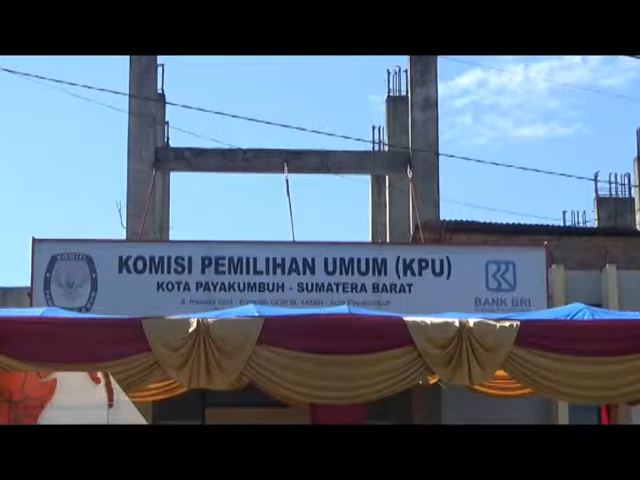 KOMISI PEMILIHAN UMUM (KPU)
KOTA PAYAKUMBUH - SUMATERA BARAT
BANK BRI